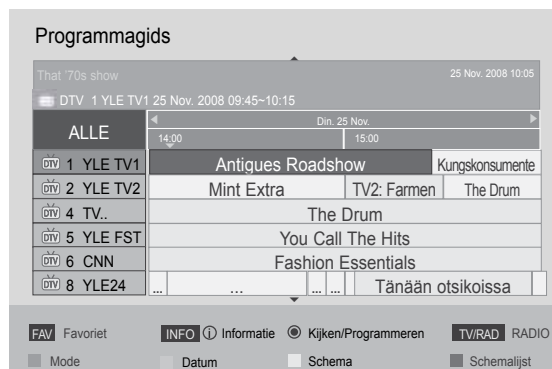 Programmagids
That '70s show 25 Nov. 2008 10:05
DTV 1 YLE TV1 25 Nov. 2008 09:45~10:15
ALLE Din. 25 Nov.
14:00 15:00
DTV 1 YLE TV1 Antigues Roadshow Kungskonsumente
DTV 2 YLE TV2 Mint Extra TV2: Farmen The Drum
DTV 4 TV.. The Drum
DTV 5 YLE FST You Call The Hits
DTV 6 CNN Fashion Essentials
DTV 8 YLE24 ... ... ... ... Tänään otsikoissa
FAV Favoriet INFO i Informatie Kijken/Programmeren TV/RAD RADIO
Mode Datum Schema Schemalijst